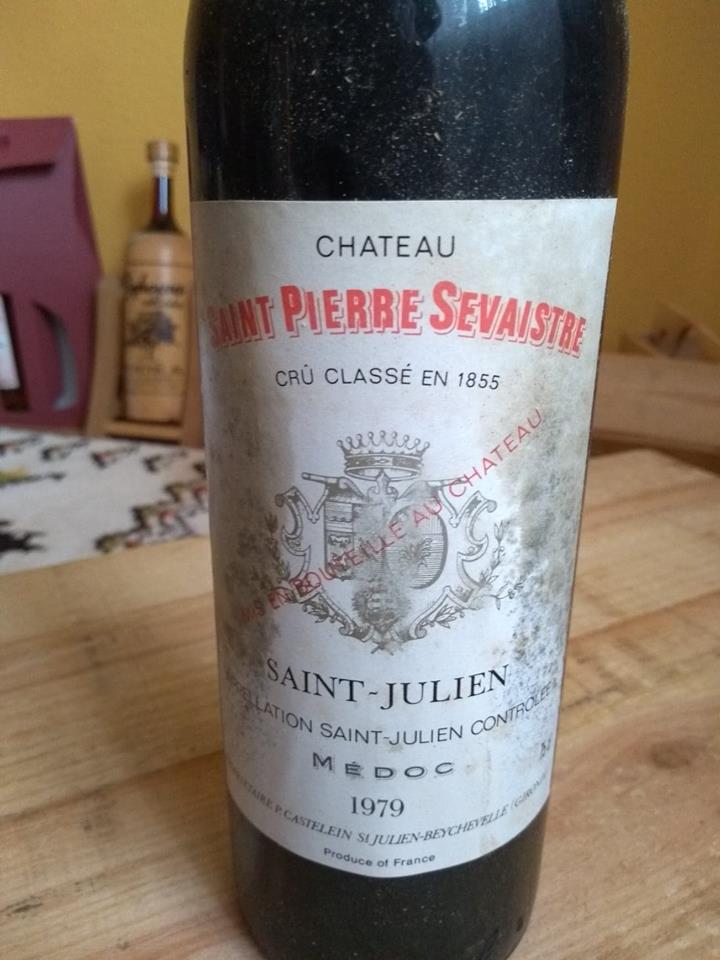 CHATEAU
SAINT PIERRE SEVAISTRE
CRÛ CLASSÉ EN 1855
MIS EN BOUTEILLE AU CHATEAU
SAINT-JULIEN
APPELLATION SAINT-JULIEN CONTROLÉE
MÉDOC
1979
P. CASTELEIN ST JULIEN-BEYCHEVELLE (GIRONDE)
Produce of France